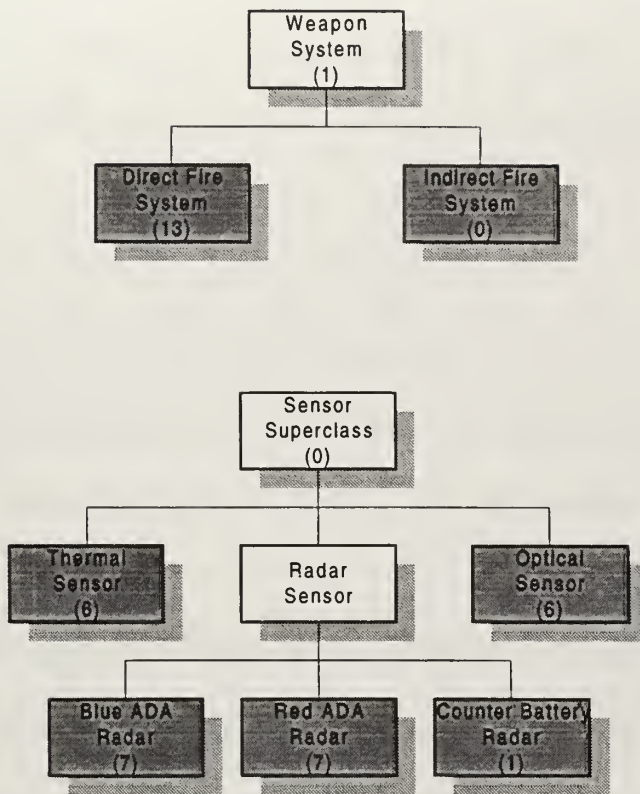 Weapon
System
(1)
Direct Fire
System
(13)
Indirect Fire
System
(0)
Sensor
Superclass
(0)
Thermal
Sensor
(6)
Radar
Sensor
Optical
Sensor
(6)
Blue ADA
Radar
(7)
Red ADA
Radar
(7)
Counter Battery
Radar
(1)